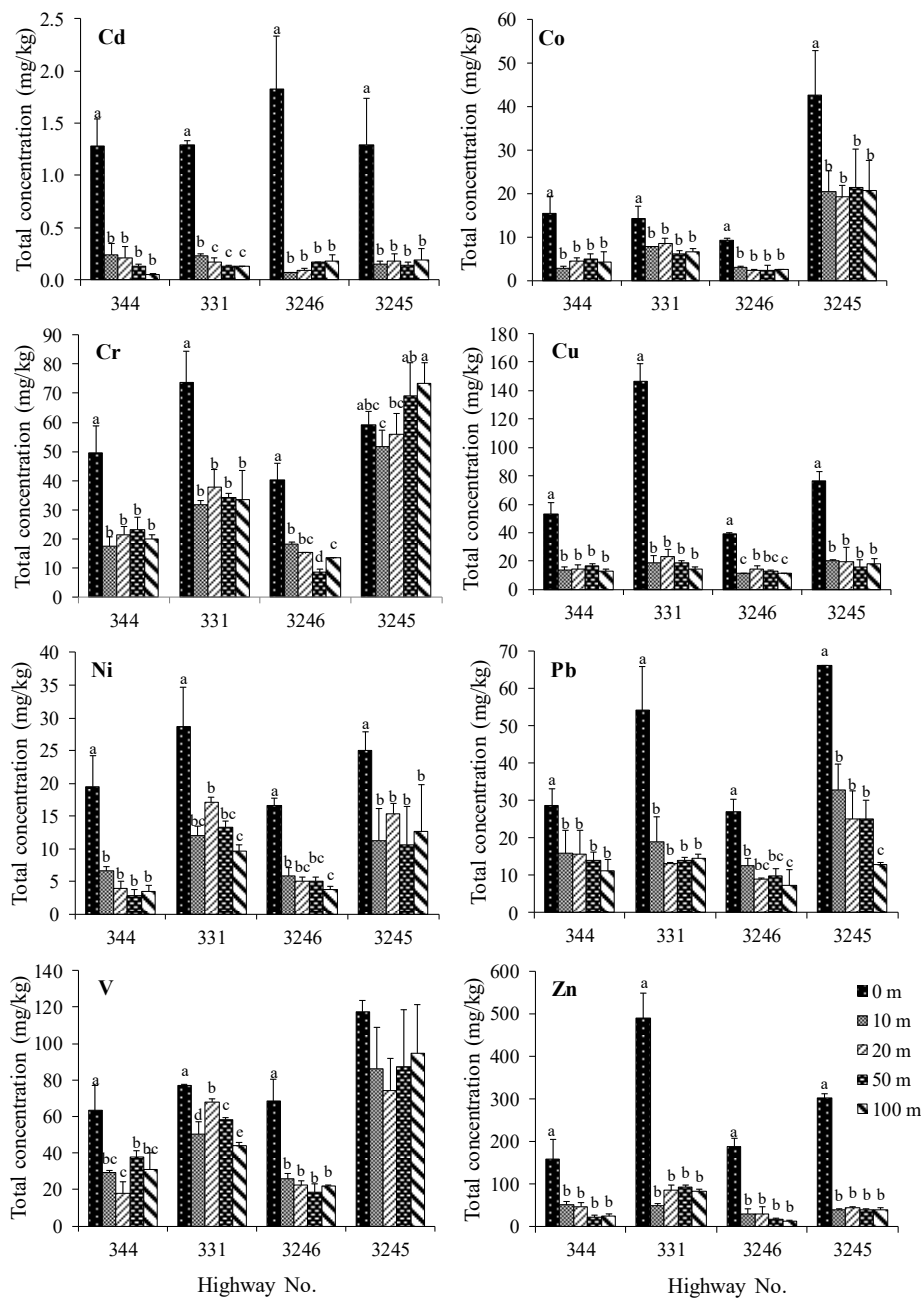 Total concentration (mg/kg)
Cd
2.5
2.0
1.5
1.0
0.5
0.0
a b b b b
a b c c c
a b b b b
a b b b b
344 331 3246 3245
Total concentration (mg/kg)
Co
60
50
40
30
20
10
0
a b b b b
a b b b b
a b b b b
a b b b b
344 331 3246 3245
Total concentration (mg/kg)
Cr
90
80
70
60
50
40
30
20
10
0
a b b b b
a b b b b
a b b d c
abc c bc ab a
344 331 3246 3245
Total concentration (mg/kg)
Cu
180
160
140
120
100
80
60
40
20
0
a b b b b
a b b b b
a c b bc c
a b b b b
344 331 3246 3245
Total concentration (mg/kg)
Ni
40
35
30
25
20
15
10
5
0
a b b b b
a bc b bc c
a b bc bc c
a b b b b
344 331 3246 3245
Total concentration (mg/kg)
Pb
70
60
50
40
30
20
10
0
a b b b b
a b b b b
a b bc b c
a b b b c
344 331 3246 3245
Total concentration (mg/kg)
V
140
120
100
80
60
40
20
0
a bc c b bc
a d b c e
a b b b b
344 331 3246 3245
Highway No.
Total concentration (mg/kg)
Zn
600
500
400
300
200
100
0
a b b b b
a b b b b
a b b b b
a b b b b
0 m
10 m
20 m
50 m
100 m
344 331 3246 3245
Highway No.